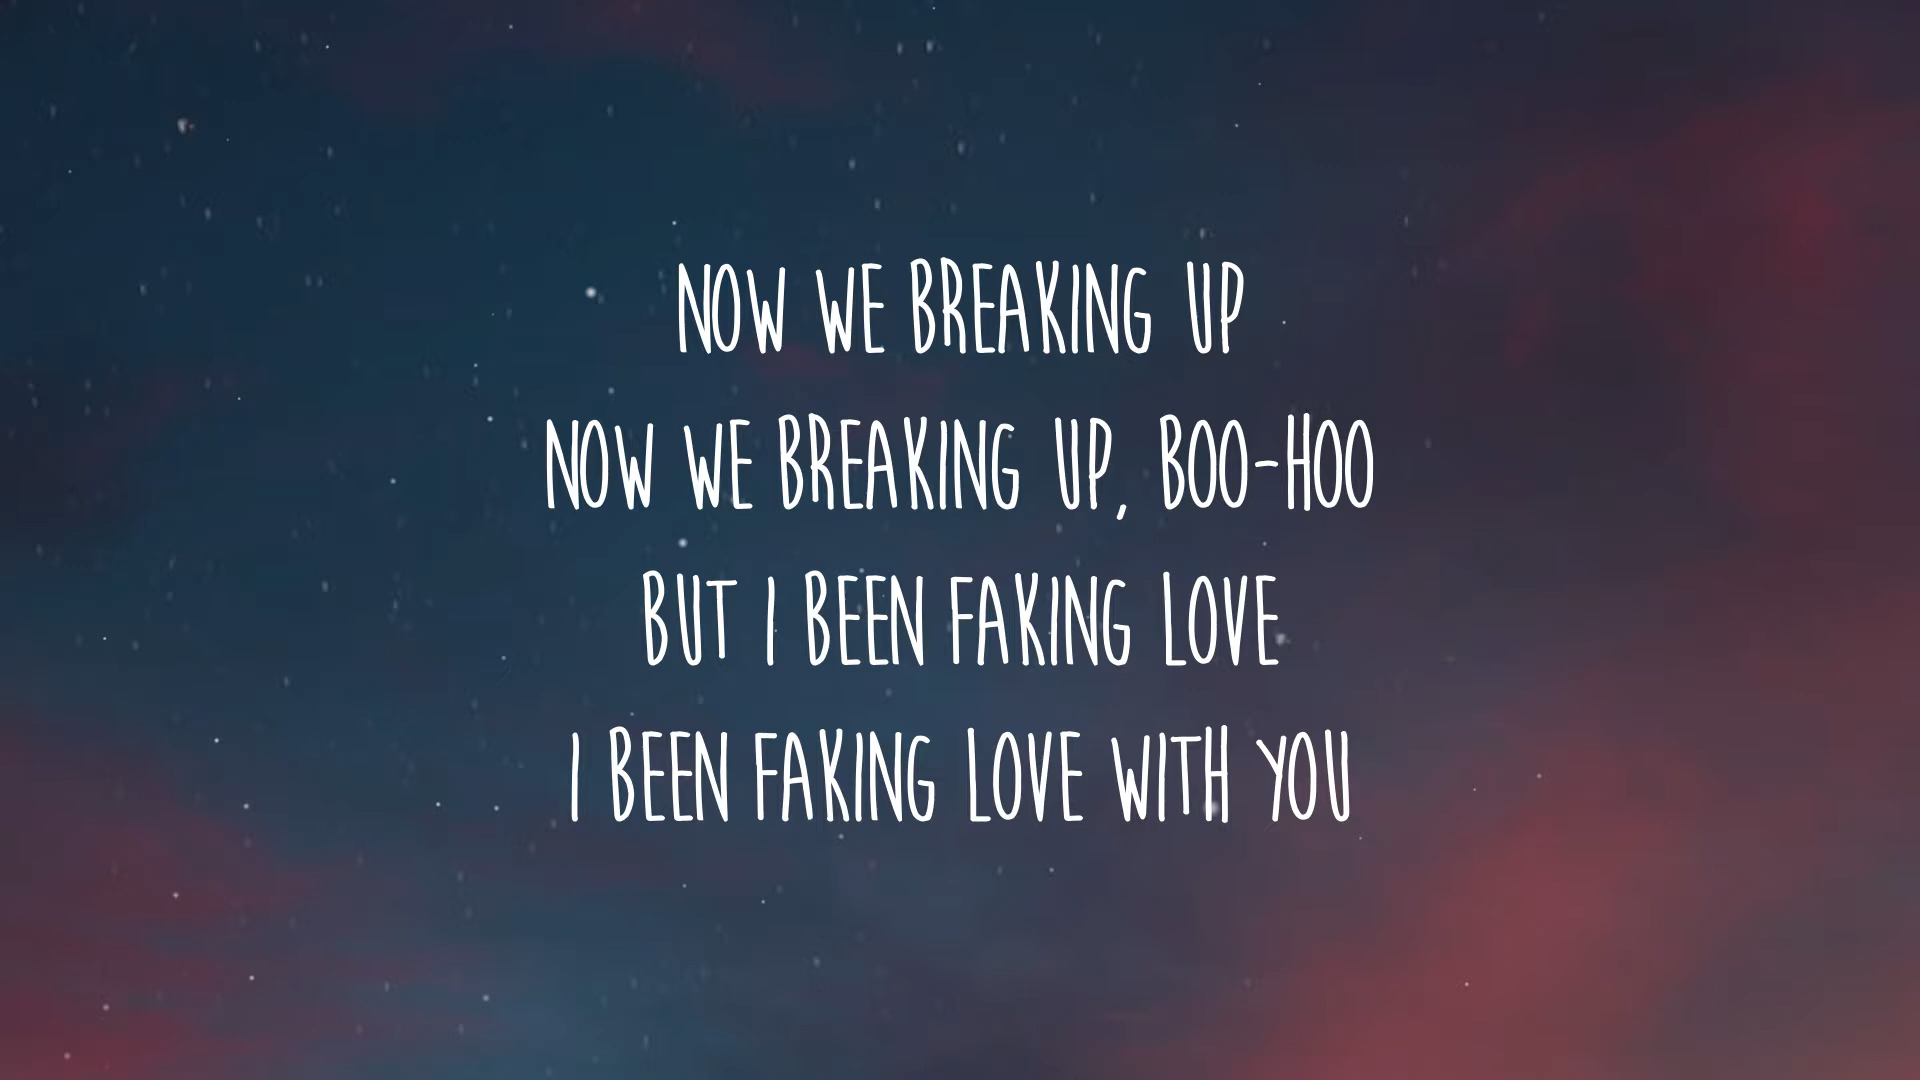 NOW WE BREAKING UP
NOW WE BREAKING UP, BOO-HOO
BUT I BEEN FAKING LOVE
I BEEN FAKING LOVE WITH YOU